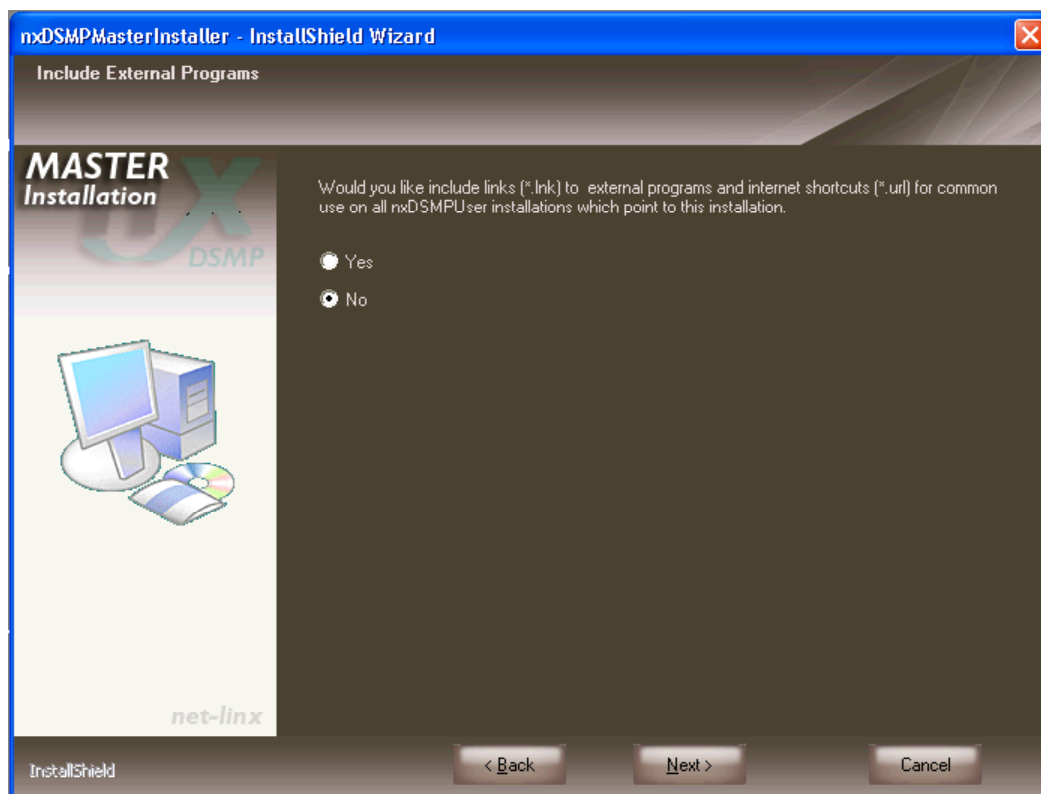 nxDSMPMasterInstaller - InstallShield Wizard
Include External Programs
MASTER
Installation
nx
DSMP
Would you like include links (*.lnk) to external programs and internet shortcuts (*.url) for common
use on all nxDSMPUser installations which point to this installation.
Yes
No
net-linx
InstallShield
< Back
Next >
Cancel